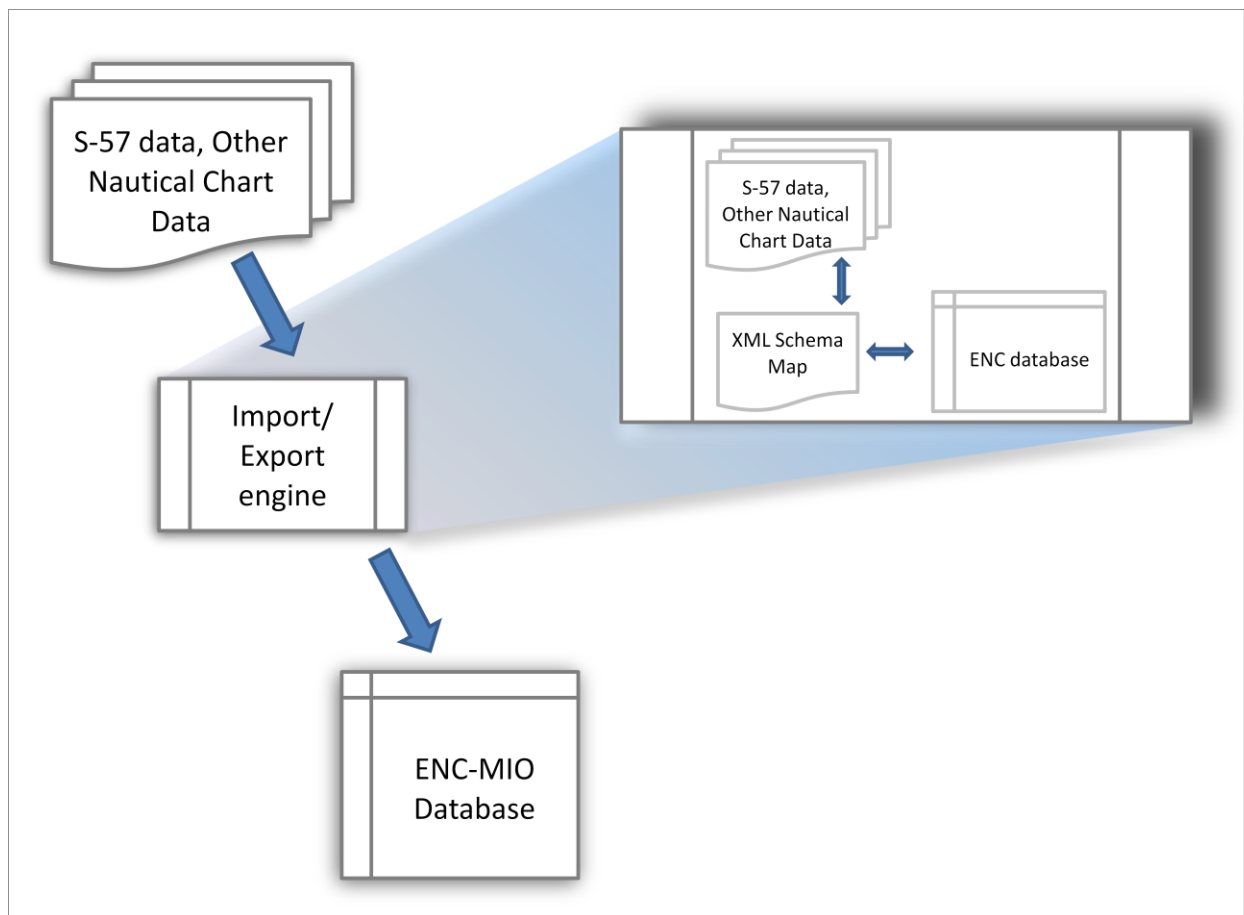 S-57 data, Other
Nautical Chart
Data
Import/
Export
engine
ENC-MIO
Database
S-57 data,
Other Nautical
Chart Data
XML Schema
Map
ENC database